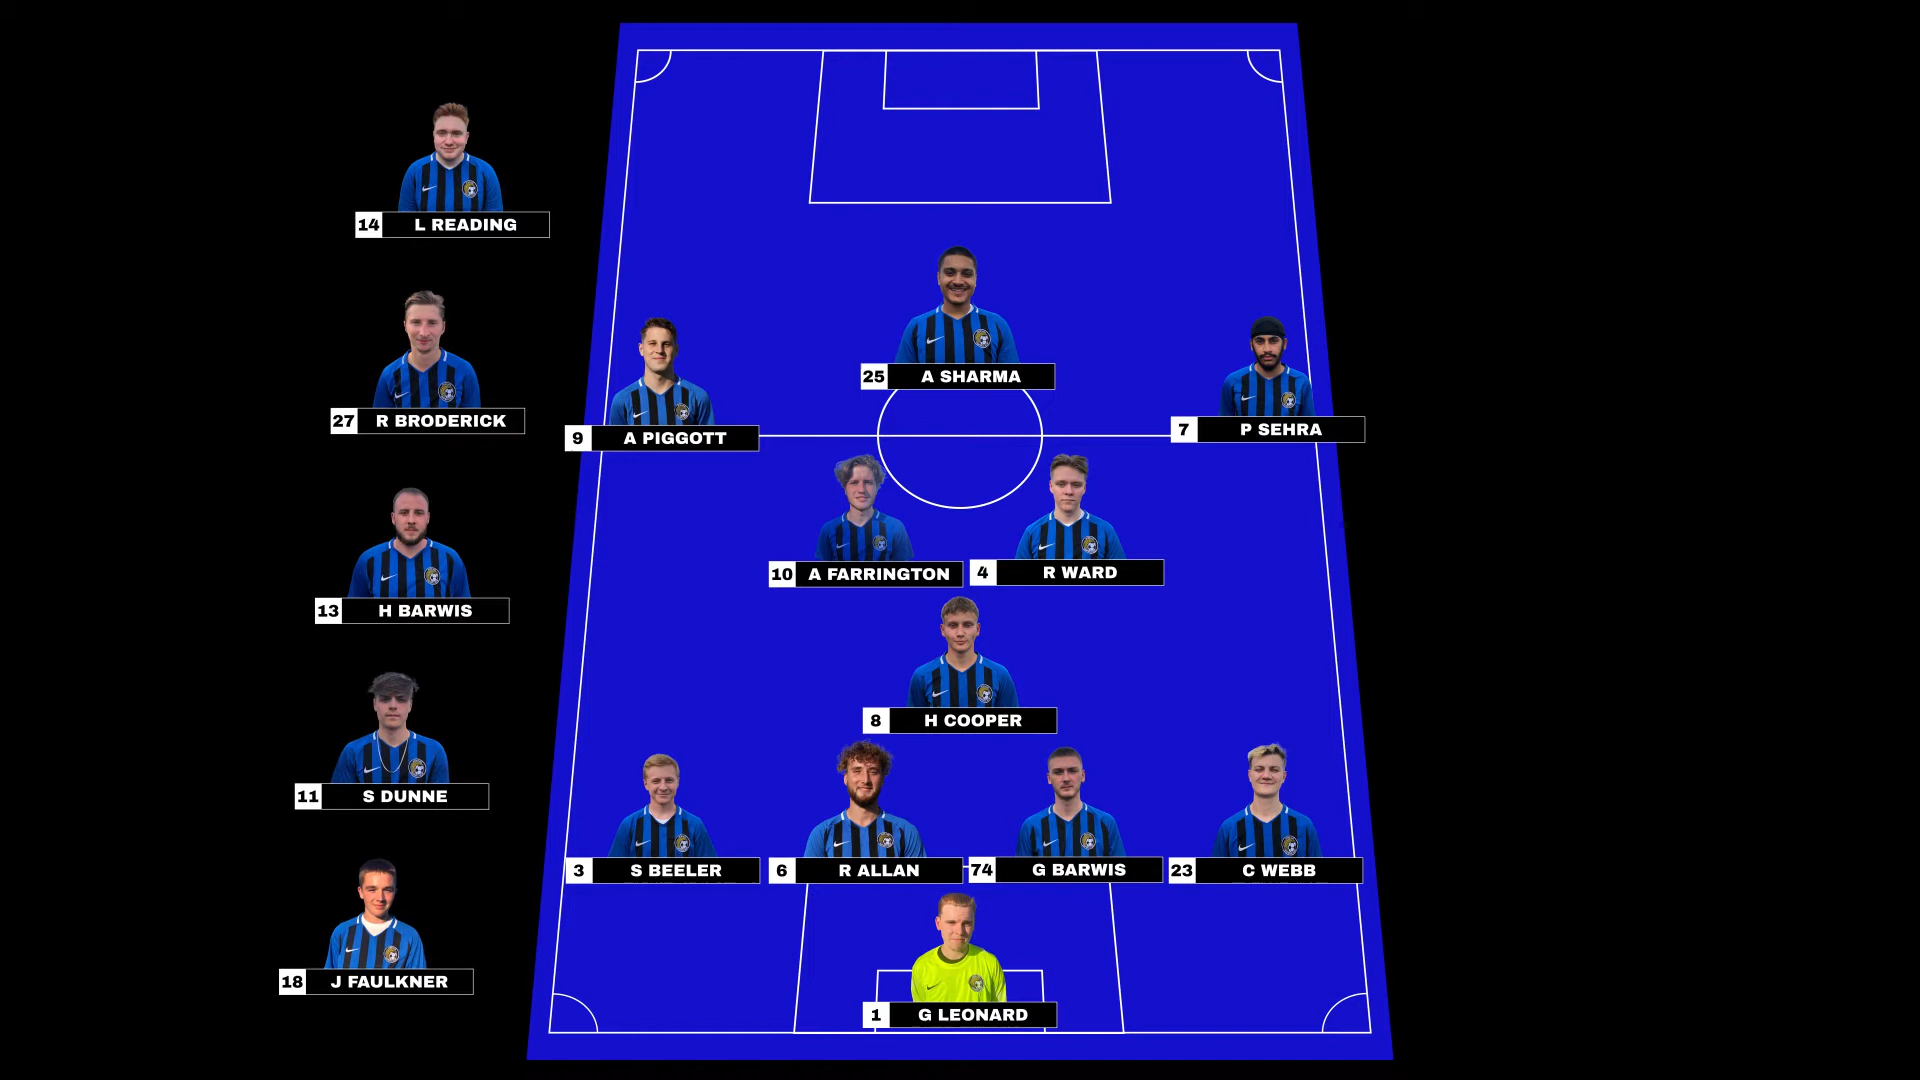 14 L READING
27 R BRODERICK
13 H BARWIS
11 S DUNNE
18 J FAULKNER
25 A SHARMA
9 A PIGGOTT
7 P SEHRA
10 A FARRINGTON
4 R WARD
8 H COOPER
3 S BEELER
6 R ALLAN
74 G BARWIS
23 C WEBB
1 G LEONARD